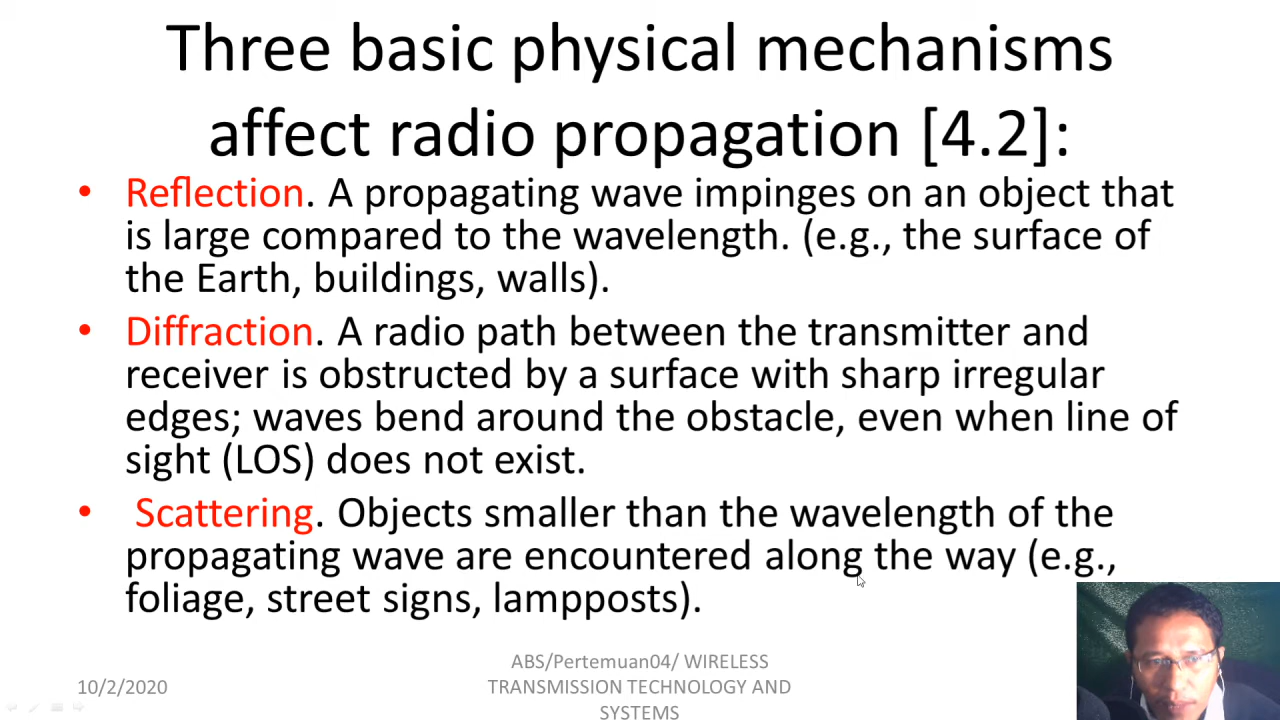 Three basic physical mechanisms
affect radio propagation [4.2]:
• Reflection. A propagating wave impinges on an object that
is large compared to the wavelength. (e.g., the surface of
the Earth, buildings, walls).
• Diffraction. A radio path between the transmitter and
receiver is obstructed by a surface with sharp irregular
edges; waves bend around the obstacle, even when line of
sight (LOS) does not exist.
• Scattering. Objects smaller than the wavelength of the
propagating wave are encountered along the way (e.g.,
foliage, street signs, lampposts).
10/2/2020
ABS/Pertemuan04/ WIRELESS
TRANSMISSION TECHNOLOGY AND
SYSTEMS